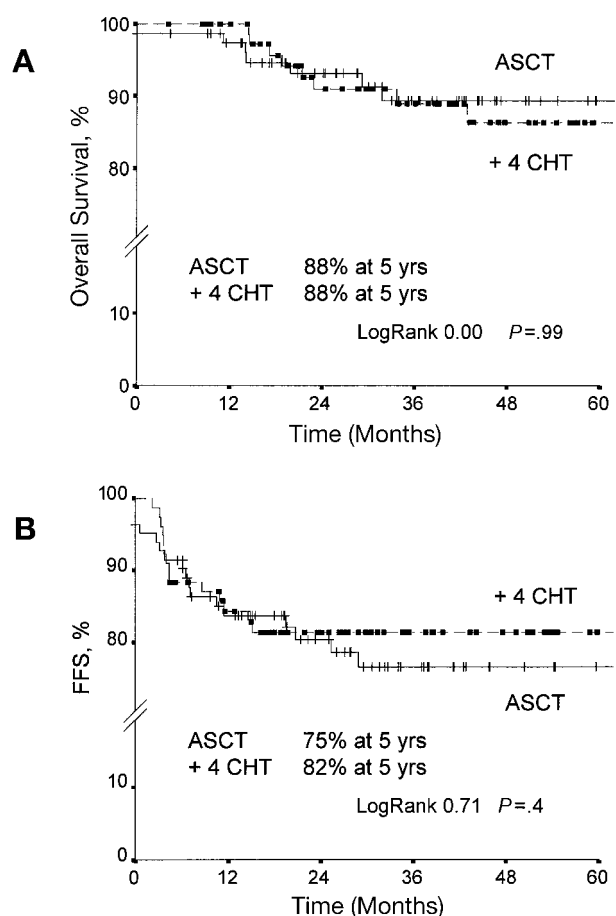 A
Overall Survival, %
100
90
80
10
0
ASCT
+ 4 CHT
ASCT 88% at 5 yrs
+ 4 CHT 88% at 5 yrs
LogRank 0.00 P=.99
0 12 24 36 48 60
Time (Months)
B
FFS, %
100
90
80
10
0
+ 4 CHT
ASCT
ASCT 75% at 5 yrs
+ 4 CHT 82% at 5 yrs
LogRank 0.71 P=.4
0 12 24 36 48 60
Time (Months)